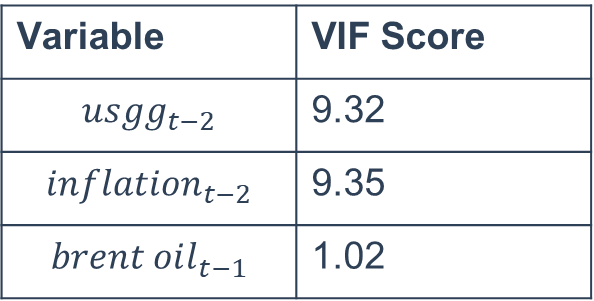 Variable VIF Score
usgg_{t−2} 9.32
inflation_{t−2} 9.35
brent oil_{t−1} 1.02